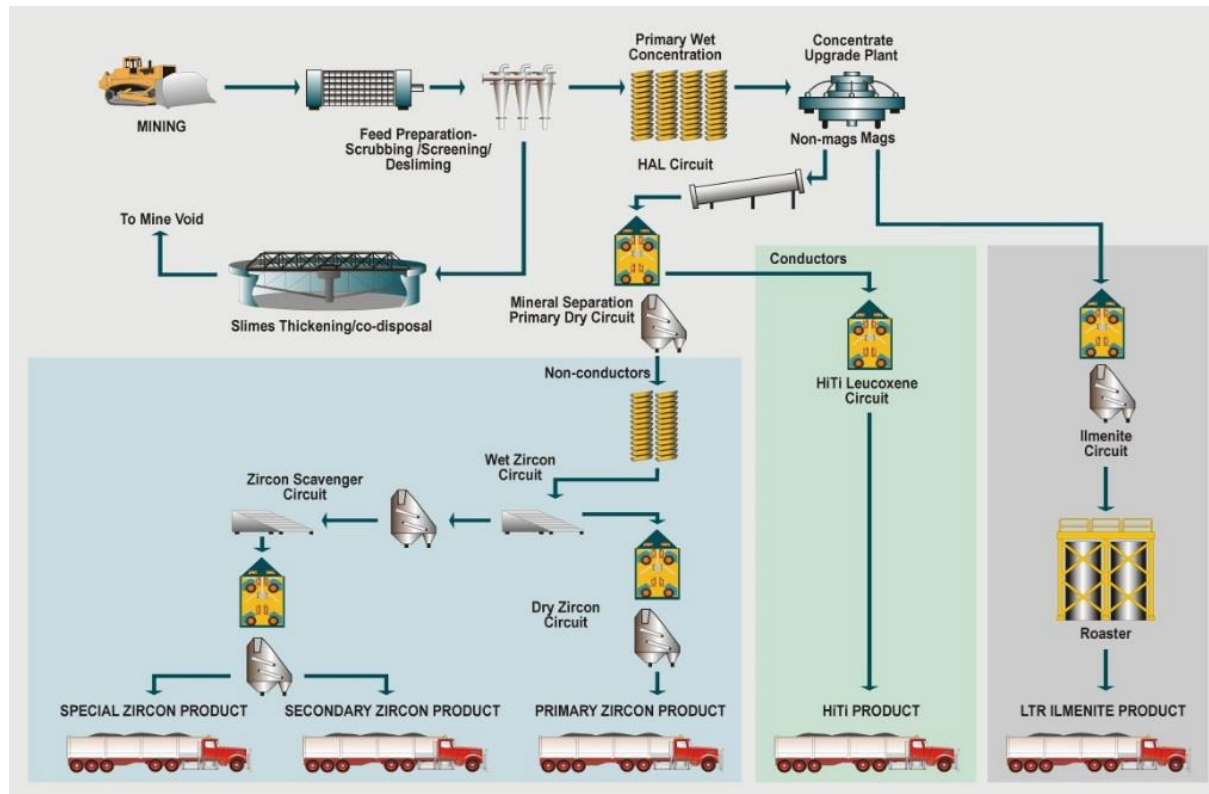 MINING
Feed Preparation-
Scrubbing /Screening/
Desliming
Primary Wet
Concentration
HAL Circuit
Concentrate
Upgrade Plant
Non-mags Mags
To Mine Void
Slimes Thickening/co-disposal
Mineral Separation
Primary Dry Circuit
Conductors
Non-conductors
HiTi Leucoxene
Circuit
Ilmenite
Circuit
Wet Zircon
Circuit
Zircon Scavenger
Circuit
Dry Zircon
Circuit
Roaster
SPECIAL ZIRCON PRODUCT
SECONDARY ZIRCON PRODUCT
PRIMARY ZIRCON PRODUCT
HiTi PRODUCT
LTR ILMENITE PRODUCT